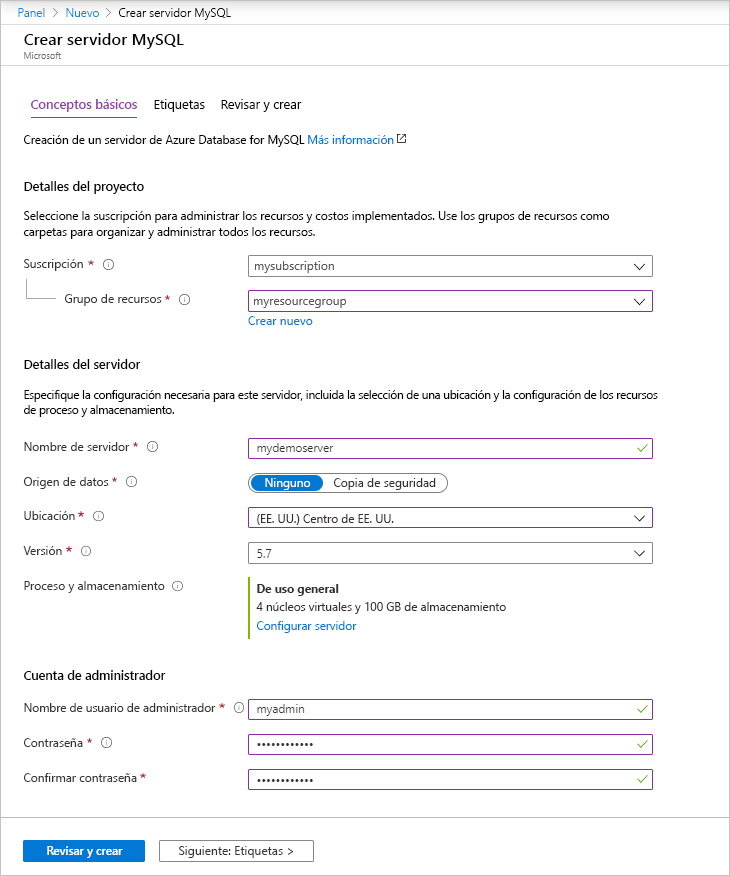 Panel > Nuevo > Crear servidor MySQL
Crear servidor MySQL
Microsoft
Conceptos básicos Etiquetas Revisar y crear
Creación de un servidor de Azure Database for MySQL Más información
Detalles del proyecto
Seleccione la suscripción para administrar los recursos y costos implementados. Use los grupos de recursos como
carpetas para organizar y administrar todos los recursos.
Suscripción * mysubscription
Grupo de recursos * myresourcegroup
Crear nuevo
Detalles del servidor
Especifique la configuración necesaria para este servidor, incluida la selección de una ubicación y la configuración de los recursos
de proceso y almacenamiento.
Nombre de servidor * mydemoserver
Origen de datos * Ninguno Copia de seguridad
Ubicación * (EE. UU.) Centro de EE. UU.
Versión * 5.7
Proceso y almacenamiento De uso general
4 núcleos virtuales y 100 GB de almacenamiento
Configurar servidor
Cuenta de administrador
Nombre de usuario de administrador * myadmin
Contraseña * ••••••••••••
Confirmar contraseña * ••••••••••••
Revisar y crear Siguiente: Etiquetas >